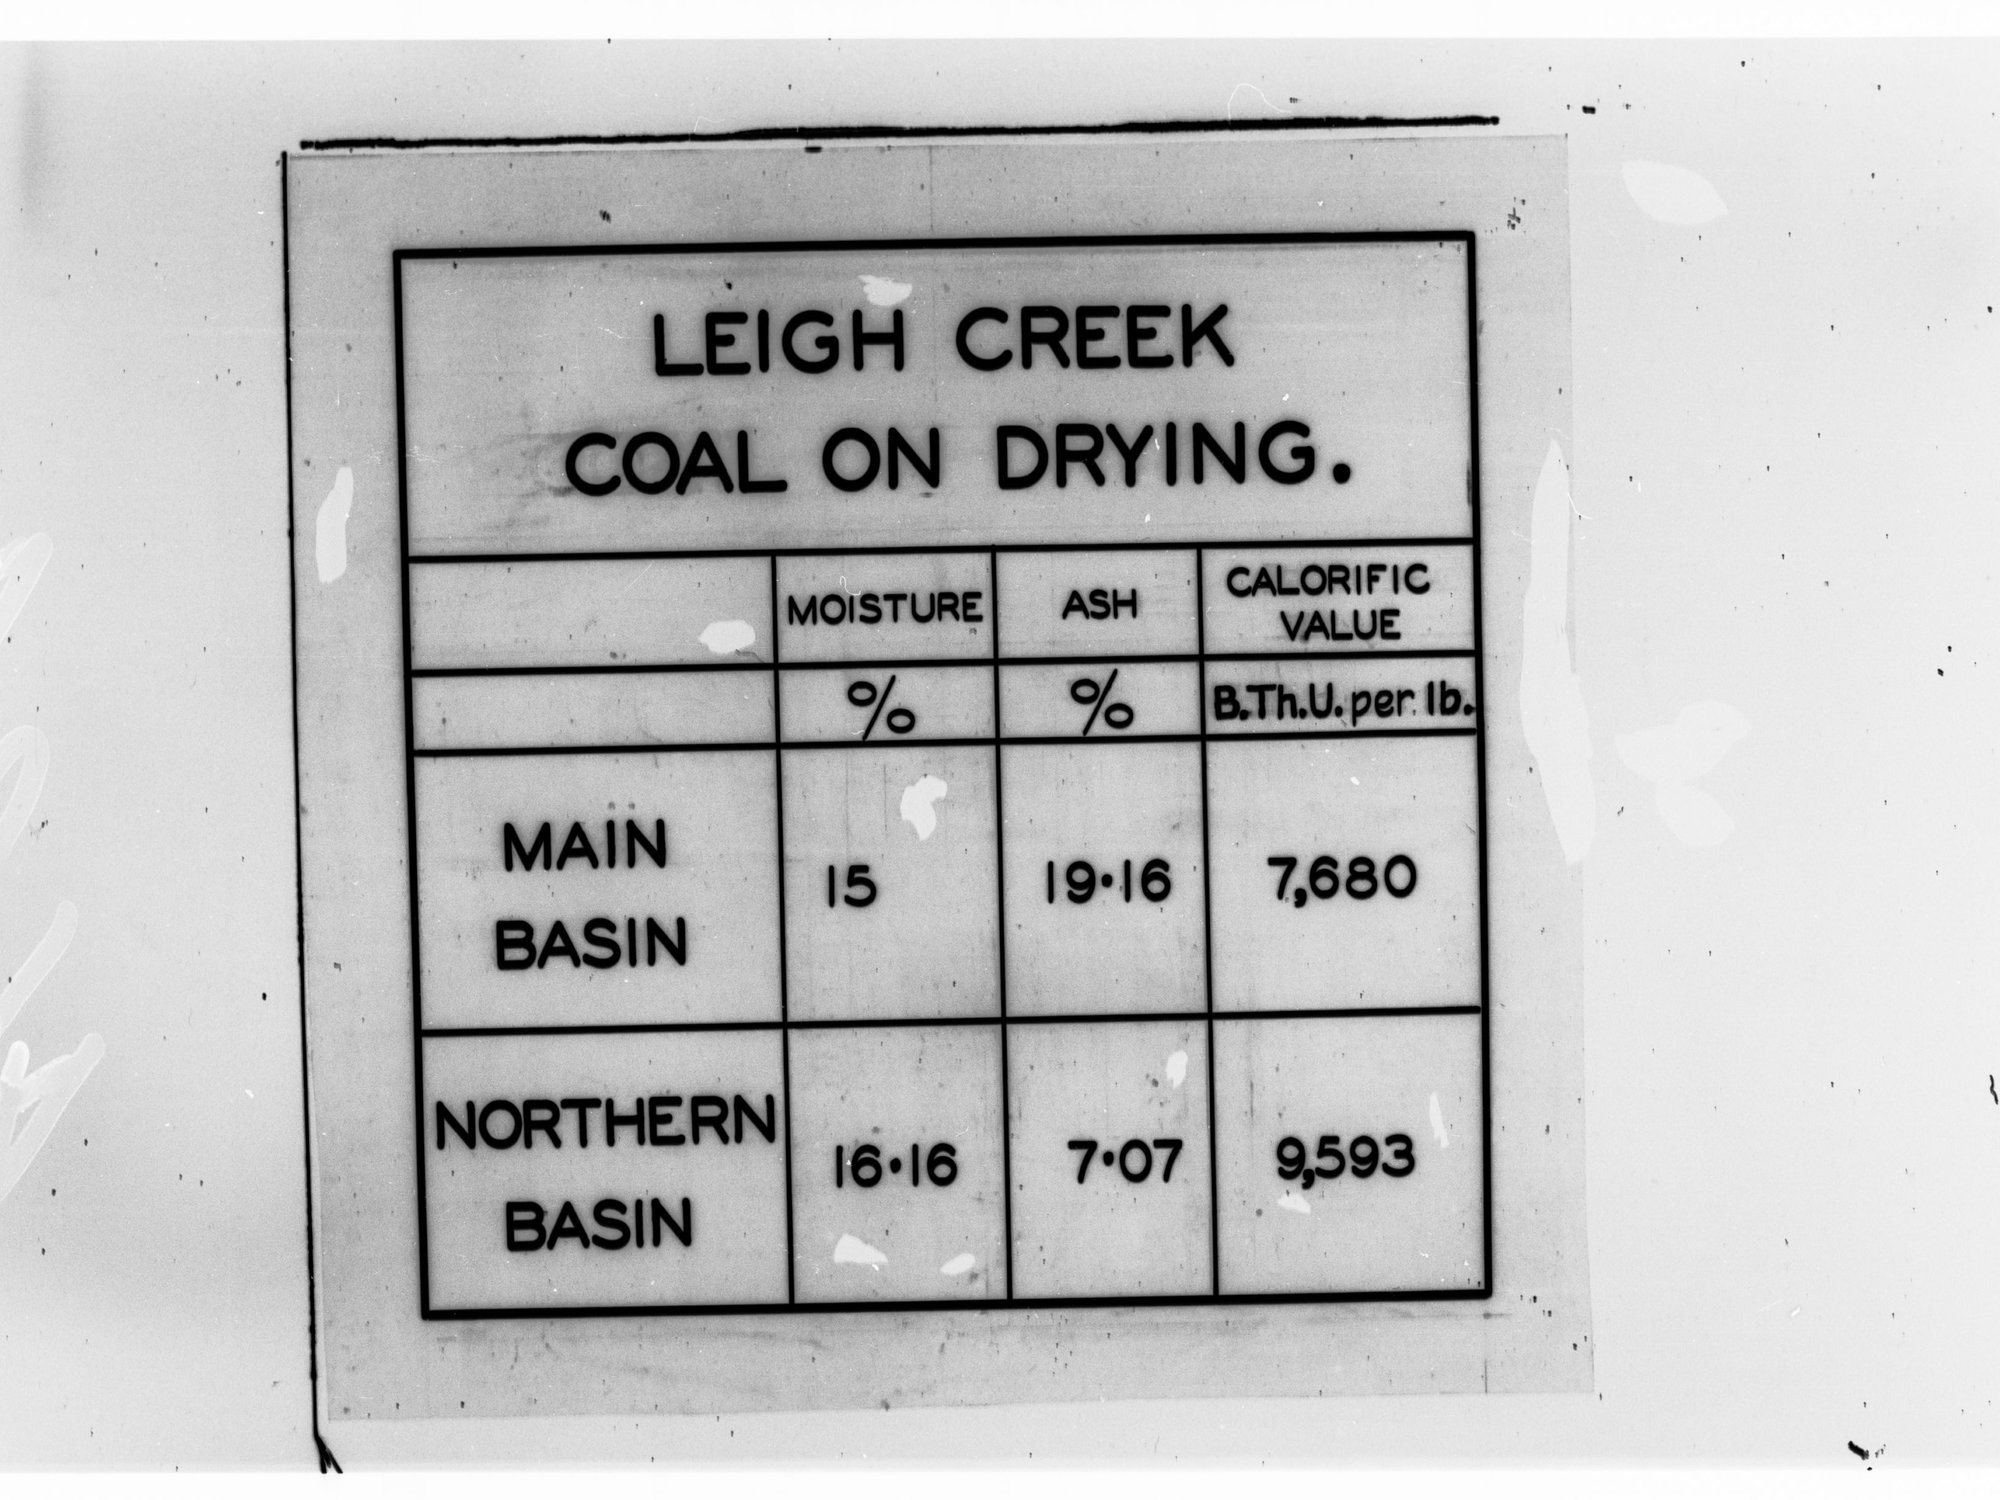 LEIGH CREEK
COAL ON DRYING.
MOISTURE ASH CALORIFIC
VALUE
% % B.Th.U. per lb.
MAIN
BASIN
15 19·16 7,680
NORTHERN
BASIN
16·16 7·07 9,593